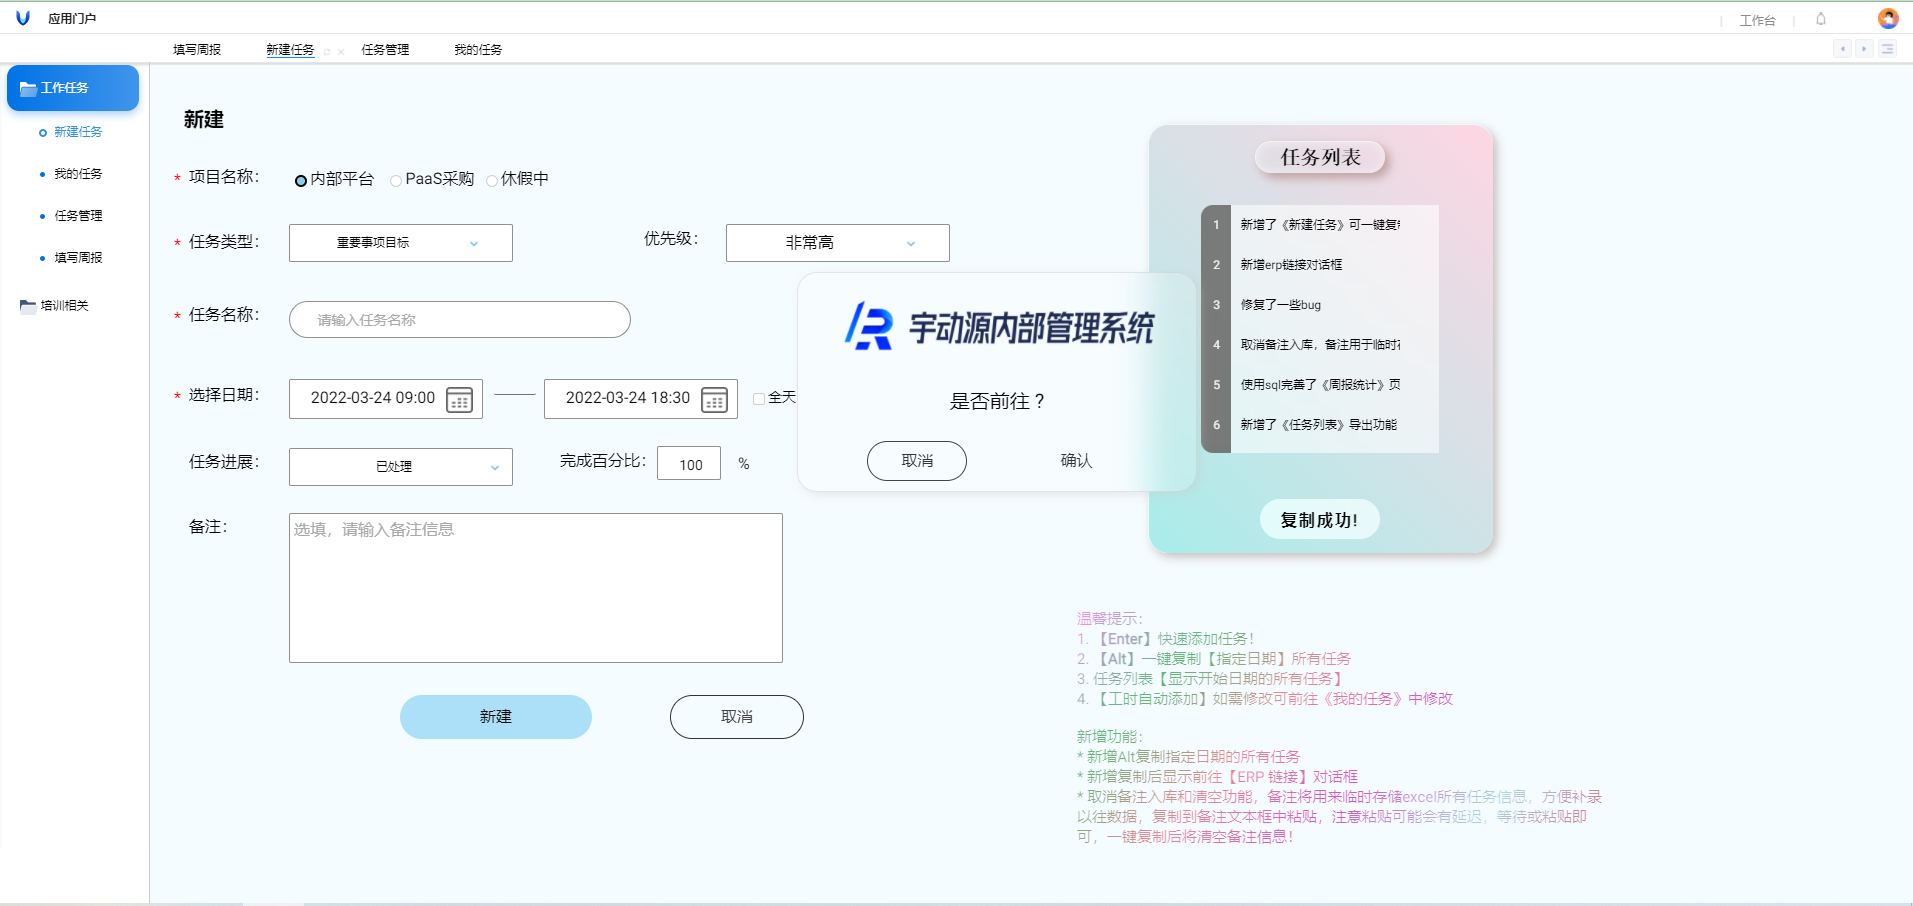 应用门户
工作台
填写周报
新建任务
任务管理
我的任务
工作任务
新建任务
我的任务
任务管理
填写周报
培训相关
新建
* 项目名称：
内部平台
PaaS采购
休假中
* 任务类型：
重要事项目标
优先级：
非常高
* 任务名称：
请输入任务名称
* 选择日期：
2022-03-24 09:00
2022-03-24 18:30
全天
任务进展：
已处理
完成百分比：
100
%
备注：
选填，请输入备注信息
新建
取消
宇动源内部管理系统
是否前往？
取消
确认
任务列表
1 新增了《新建任务》可一键复
2 新增erp链接对话框
3 修复了一些bug
4 取消备注入库，备注用于临时
5 使用sql完善了《周报统计》页
6 新增了《任务列表》导出功能
复制成功!
温馨提示：
1. 【Enter】快速添加任务！
2. 【Alt】一键复制【指定日期】所有任务
3. 任务列表【显示开始日期的所有任务】
4. 【工时自动添加】如需修改可前往《我的任务》中修改
新增功能：
* 新增Alt复制指定日期的所有任务
* 新增复制后显示前往【ERP 链接】对话框
* 取消备注入库和清空功能，备注将用来临时存储excel所有任务信息，方便补录
以往数据，复制到备注文本框中粘贴，注意粘贴可能会有延迟，等待或粘贴即
可，一键复制后将清空备注信息！